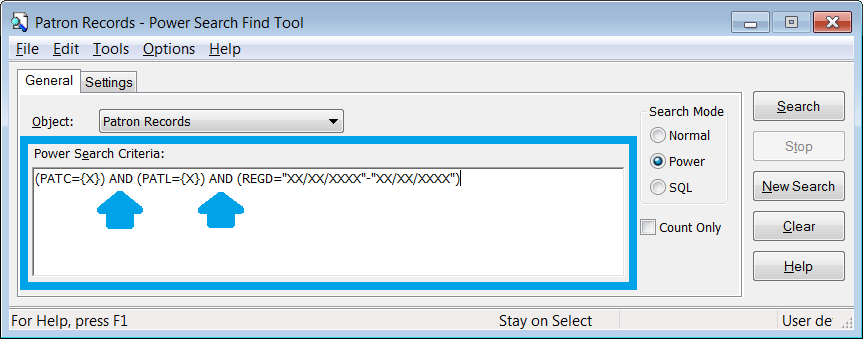 Patron Records - Power Search Find Tool
File Edit Tools Options Help
General Settings
Object: Patron Records
Power Search Criteria:
(PATC={X}) AND (PATL={X}) AND (REGD="XX/XX/XXXX"-"XX/XX/XXXX")
Search Mode
Normal
Power
SQL
Count Only
Search
Stop
New Search
Clear
Help
For Help, press F1 Stay on Select User de